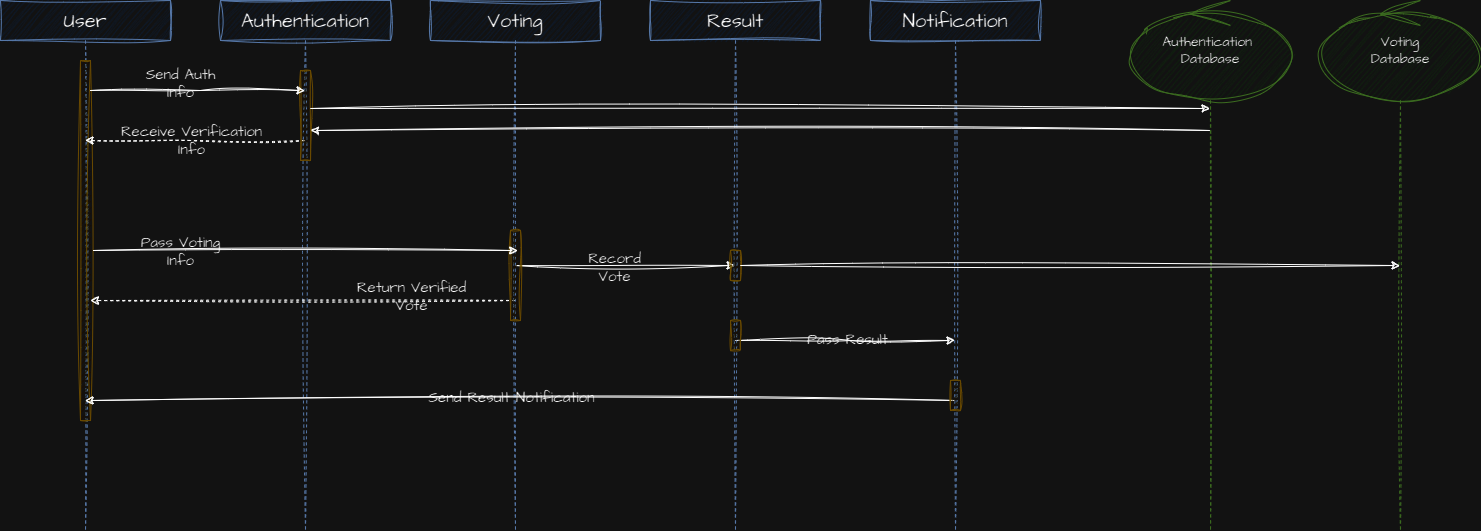 User
Authentication
Voting
Result
Notification
Authentication
Database
Voting
Database
Send Auth
Info
Receive Verification
Info
Pass Voting
Info
Record
Vote
Return Verified
Vote
Pass Result
Send Result Notification